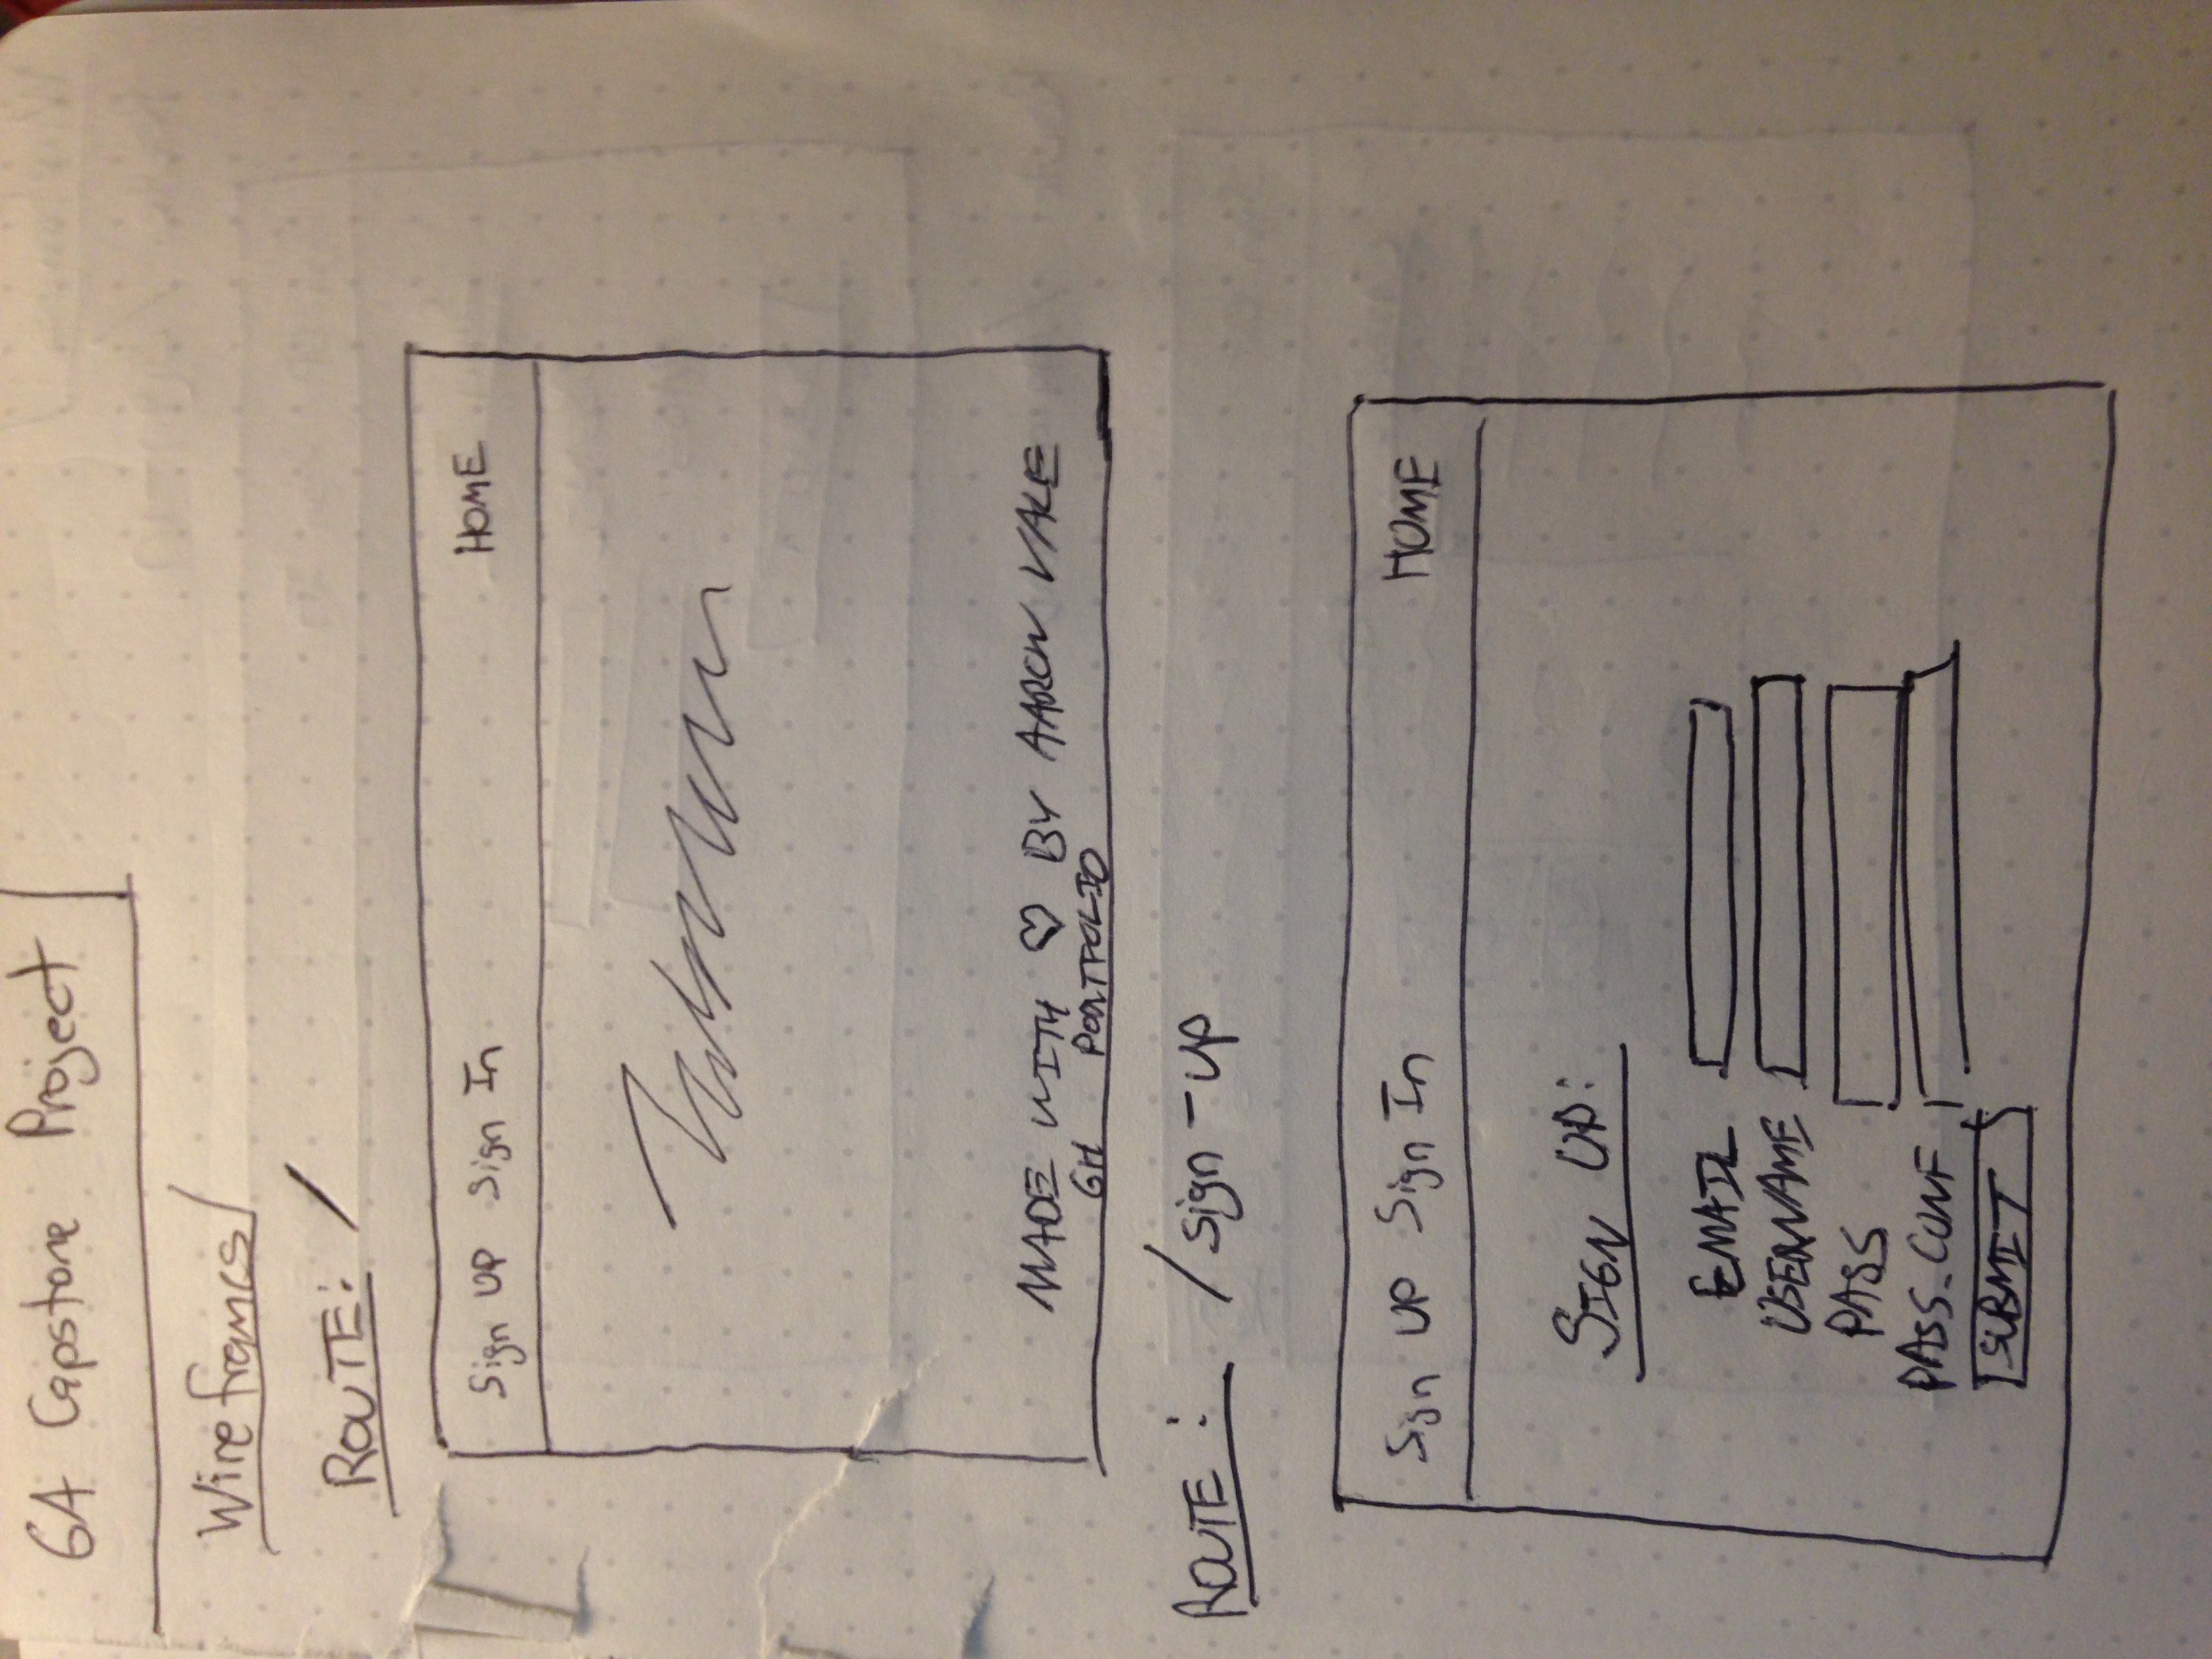 GA Capstone Project
Wireframes
ROUTE: /
Sign UP Sign In HOME
MADE WITH ♡ BY AARON VALE
GH PORTFOLIO
ROUTE: /sign-up
Sign UP Sign In HOME
SIGN UP:
EMAIL
USERNAME
PASS
PASS_CONF
SUBMIT